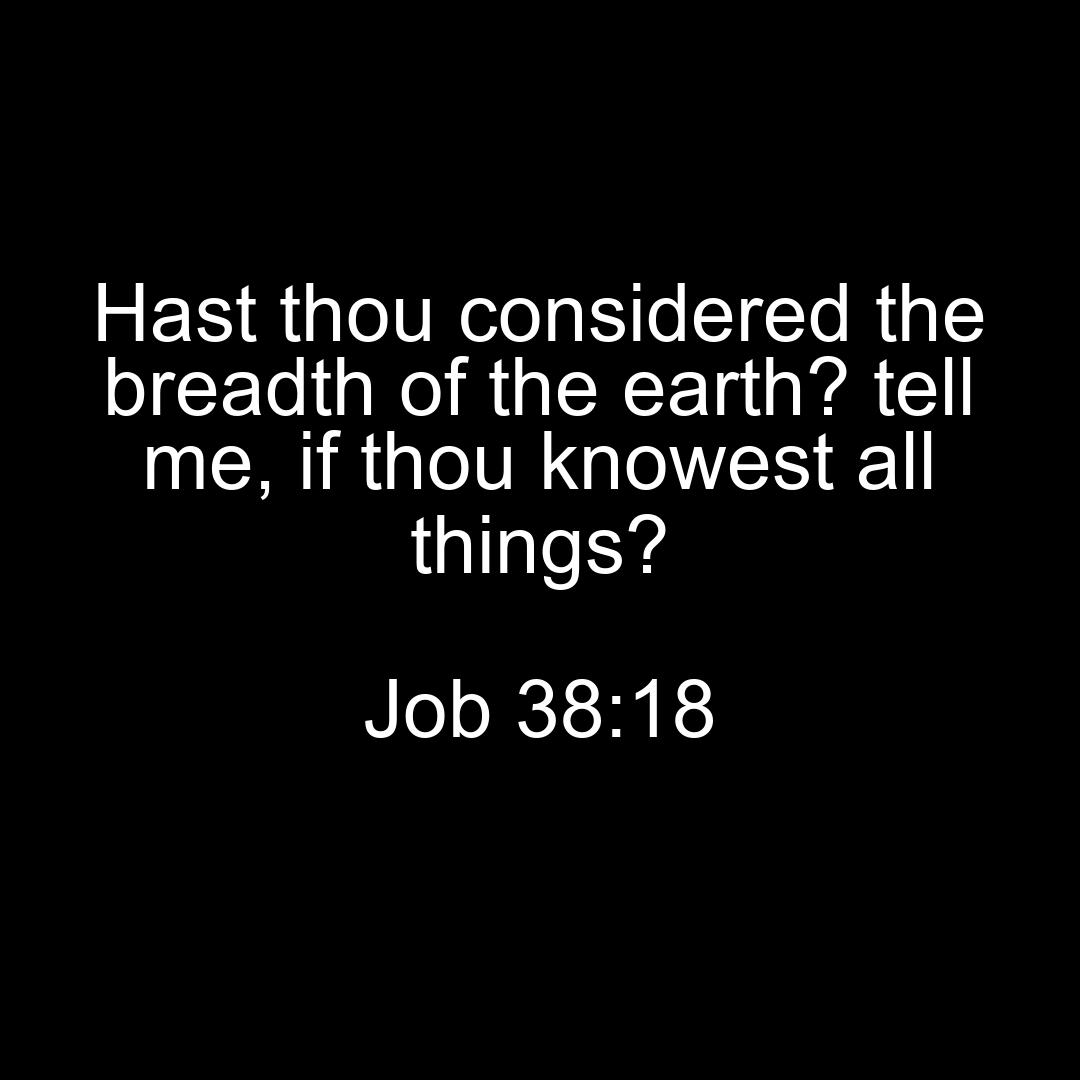 Hast thou considered the
breadth of the earth? tell
me, if thou knowest all
things?
Job 38:18